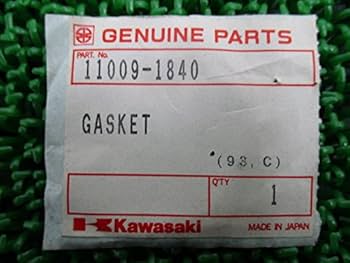 GENUINE PARTS
PART. No.
11009-1840
GASKET
*(93, C)
QTY
1
Kawasaki
MADE IN JAPAN